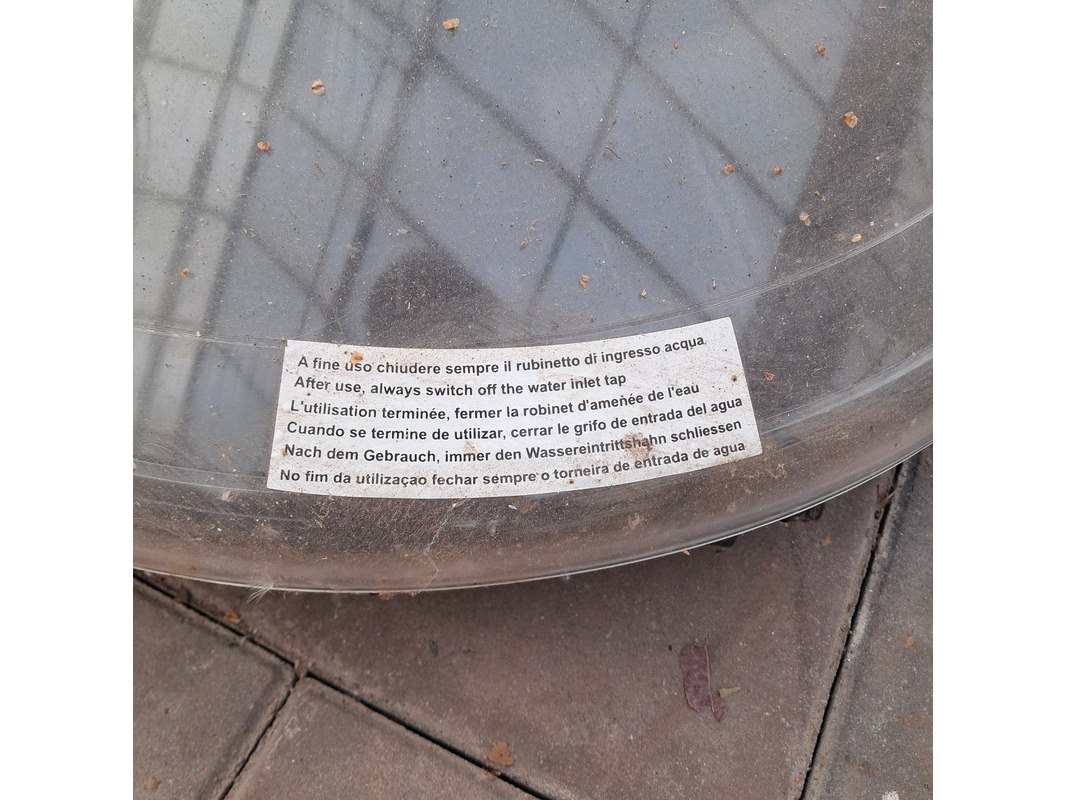 A fine uso chiudere sempre il rubinetto di ingresso acqua
After use, always switch off the water inlet tap
L'utilisation terminée, fermer la robinet d'ameńée de l'eau
Cuando se termine de utilizar, cerrar le grifo de entrada del agua
Nach dem Gebrauch, immer den Wassereintrittshahn schliessen
No fim da utilizaçao fechar sempre o torneira de entrada de agua